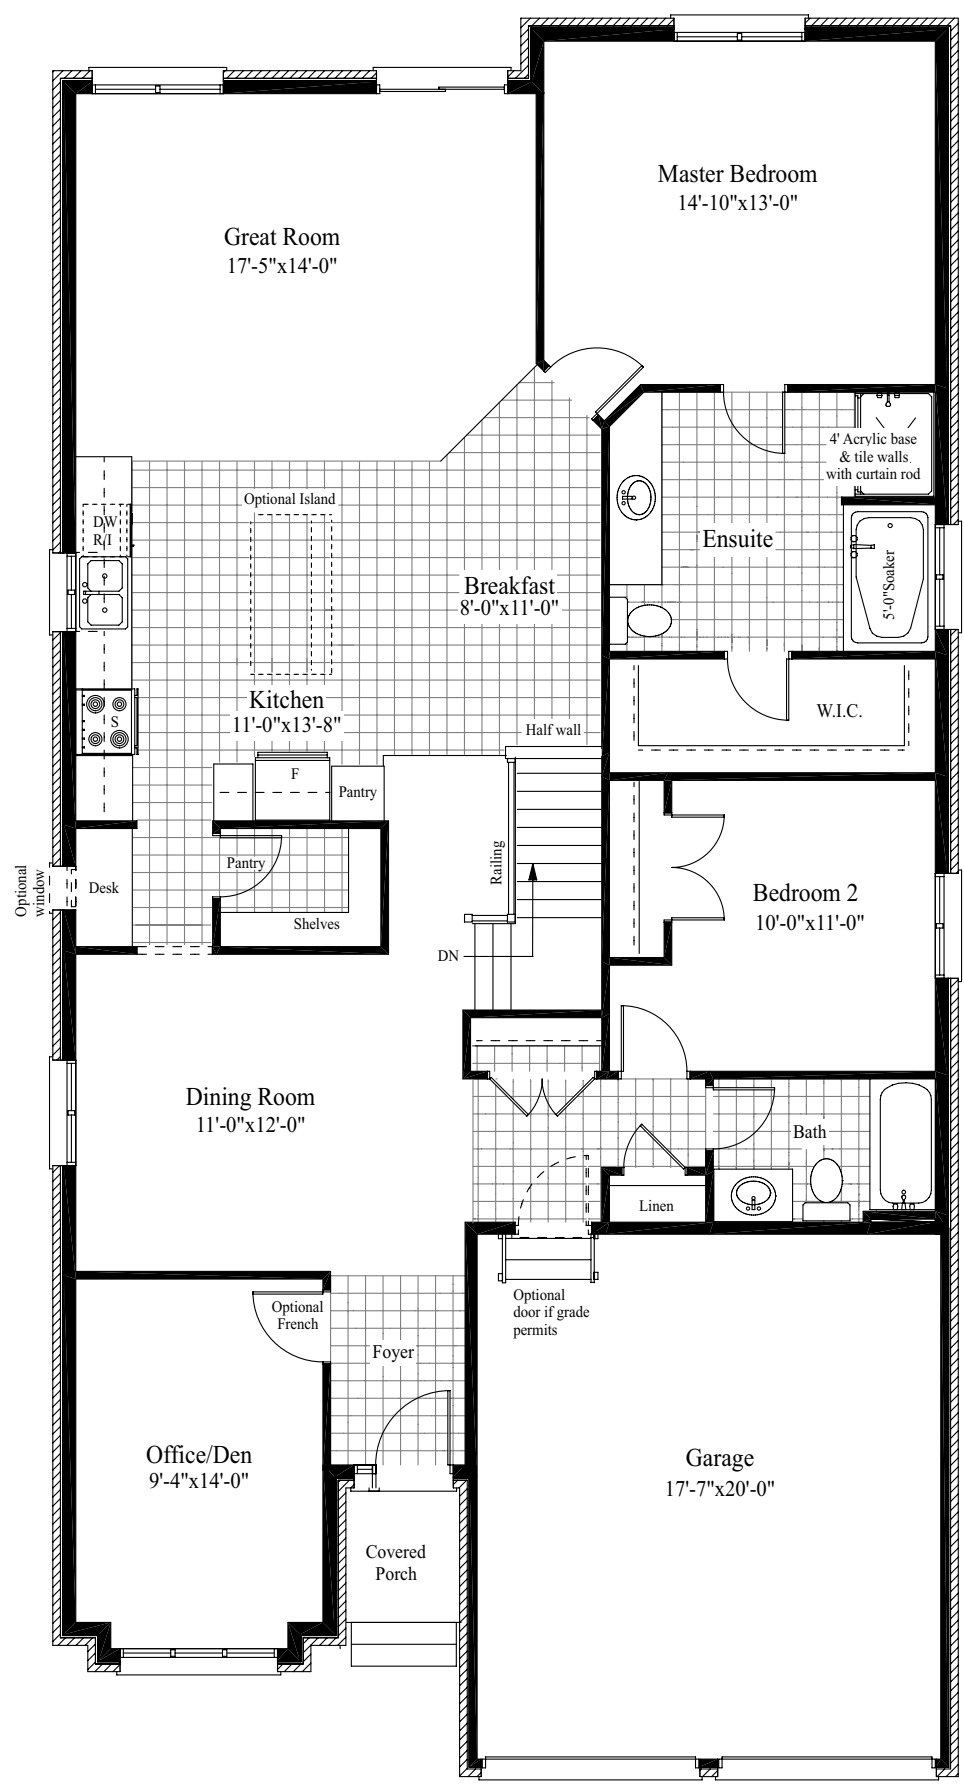 Master Bedroom
14'-10"x13'-0"
Great Room
17'-5"x14'-0"
4' Acrylic base
& tile walls
with curtain rod
Optional Island
DW
R/I
Ensuite
5'-0"Soaker
Breakfast
8'-0"x11'-0"
Kitchen
11'-0"x13'-8"
S
W.I.C.
Half wall
F
Pantry
Railing
Optional
window
Desk
Pantry
Shelves
Bedroom 2
10'-0"x11'-0"
DN
Dining Room
11'-0"x12'-0"
Bath
Linen
Optional
door if grade
permits
Optional
French
Foyer
Office/Den
9'-4"x14'-0"
Garage
17'-7"x20'-0"
Covered
Porch